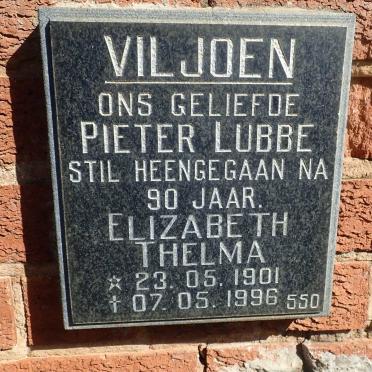 VILJOEN
ONS GELIEFDE
PIETER LUBBE
STIL HEENGEGAAN NA
90 JAAR.
ELIZABETH
THELMA
☆ 23. 05. 1901
† 07. 05. 1996 550